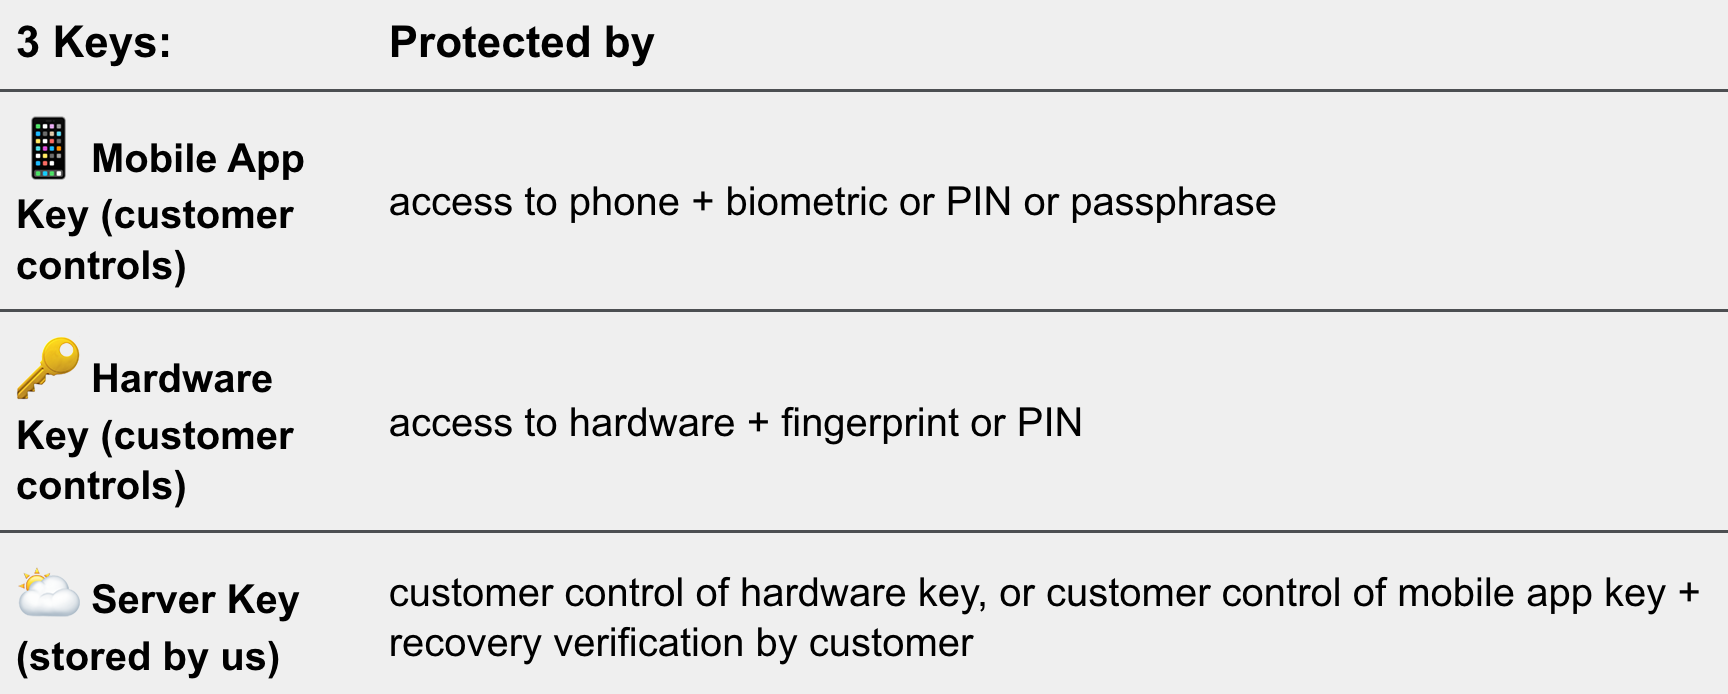 3 Keys: Protected by
Mobile App
Key (customer
controls)
access to phone + biometric or PIN or passphrase
Hardware
Key (customer
controls)
access to hardware + fingerprint or PIN
Server Key
(stored by us)
customer control of hardware key, or customer control of mobile app key +
recovery verification by customer